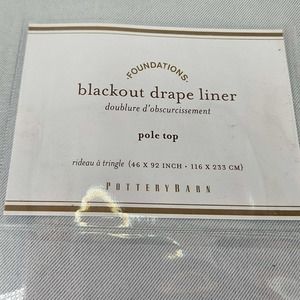 ·FOUNDATIONS·
blackout drape liner
doublure d'obscurcissement
pole top
rideau à tringle (46 X 92 INCH · 116 X 233 CM)
POTTERYBARN